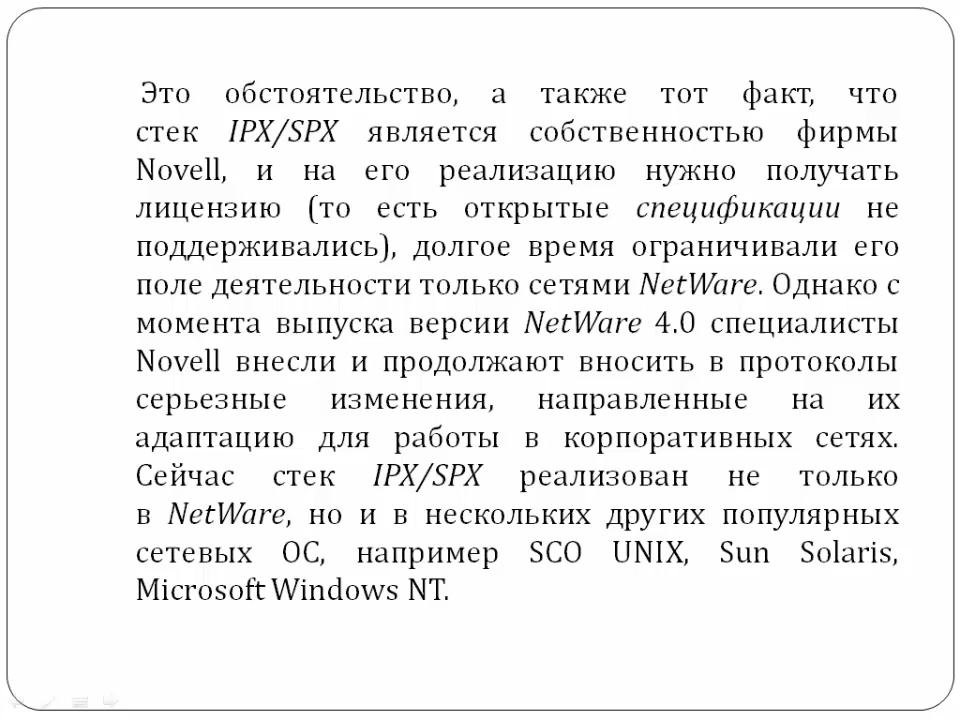 Это обстоятельство, а также тот факт, что
стек IPX/SPX является собственностью фирмы
Novell, и на его реализацию нужно получать
лицензию (то есть открытые спецификации не
поддерживались), долгое время ограничивали его
поле деятельности только сетями NetWare. Однако с
момента выпуска версии NetWare 4.0 специалисты
Novell внесли и продолжают вносить в протоколы
серьезные изменения, направленные на их
адаптацию для работы в корпоративных сетях.
Сейчас стек IPX/SPX реализован не только
в NetWare, но и в нескольких других популярных
сетевых ОС, например SCO UNIX, Sun Solaris,
Microsoft Windows NT.